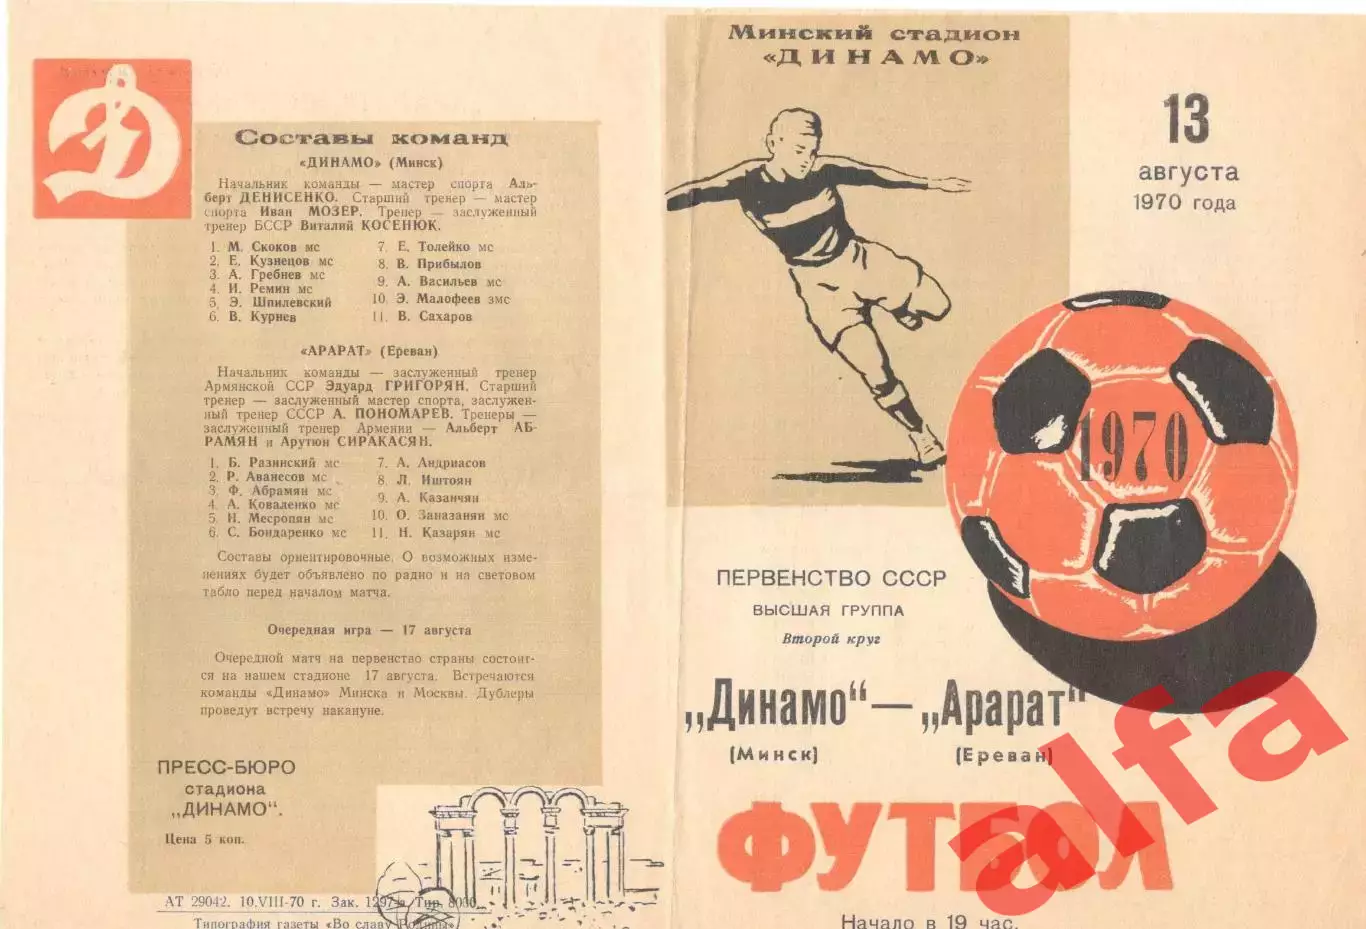 Составы команд
«ДИНАМО» (Минск)
Начальник команды — мастер спорта Аль-
берт ДЕНИСЕНКО. Старший тренер — мастер
спорта Иван МОЗЕР. Тренер — заслуженный
тренер БССР Виталий КОСЕНЮК.
1. М. Скоков мс
2. Е. Кузнецов мс
3. А. Гребнев мс
4. И. Ремин мс
5. Э. Шпилевский
6. В. Курнев
7. Е. Толейко мс
8. В. Прибылов
9. А. Васильев мс
10. Э. Малофеев змс
11. В. Сахаров
«АРАРАТ» (Ереван)
Начальник команды — заслуженный тренер
Армянской ССР Эдуард ГРИГОРЯН. Старший
тренер — заслуженный мастер спорта, заслужен-
ный тренер СССР А. ПОНОМАРЕВ. Тренеры —
заслуженный тренер Армении — Альберт АБ-
РАМЯН и Арутюн СИРАКАСЯН.
1. Б. Разинский мс
2. Р. Аванесов мс
3. Ф. Абрамян мс
4. А. Коваленко мс
5. Н. Месропян мс
6. С. Бондаренко мс
7. А. Андриасов
8. Л. Иштоян
9. А. Казанчян
10. О. Заназанян мс
11. Н. Казарян мс
Составы ориентировочные. О возможных изме-
нениях будет объявлено по радио и на световом
табло перед началом матча.
Очередная игра — 17 августа
Очередной матч на первенство страны состоит-
ся на нашем стадионе 17 августа. Встречаются
команды «Динамо» Минска и Москвы. Дублеры
проведут встречу накануне.
ПРЕСС-БЮРО
стадиона
„ДИНАМО“.
Цена 5 коп.
АТ 29042. 10.VIII-70 г. Зак. 1297-а Тир. 8000
Типография газеты «Во славу Родины»
Минский стадион
«ДИНАМО»
13
августа
1970 года
1970
ПЕРВЕНСТВО СССР
ВЫСШАЯ ГРУППА
Второй круг
„Динамо“ — „Арарат“
(Минск)
(Ереван)
ФУТБОЛ
Начало в 19 час.
alfa